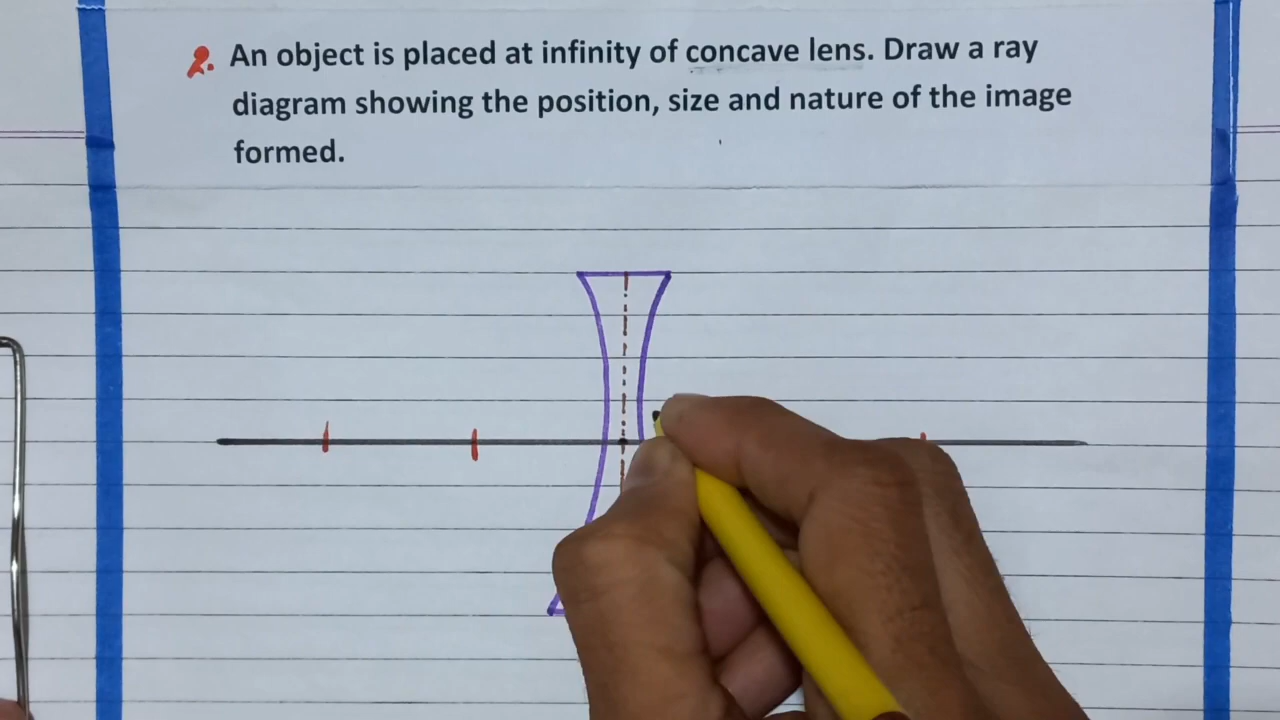 2. An object is placed at infinity of concave lens. Draw a ray
diagram showing the position, size and nature of the image
formed.